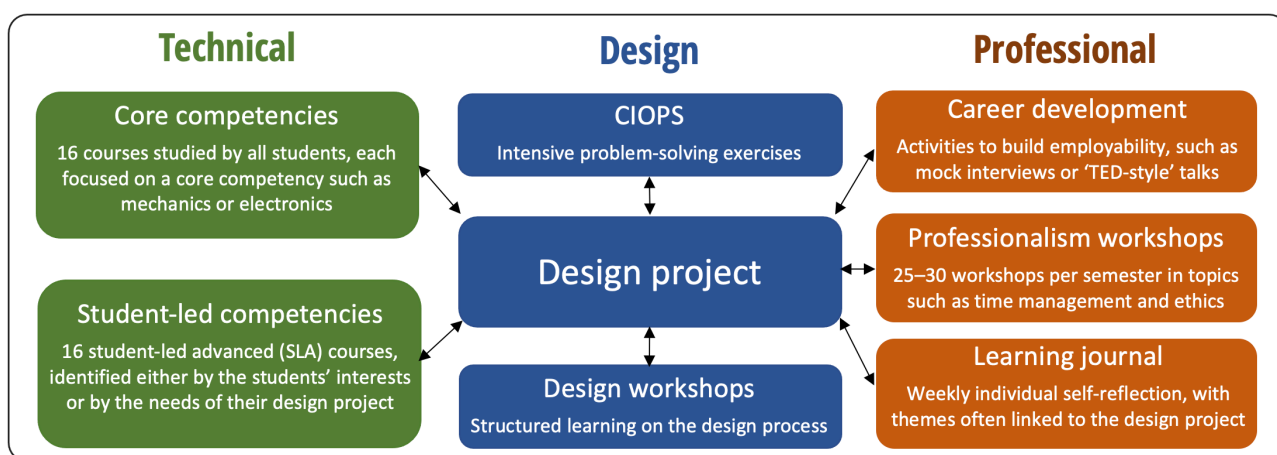 Technical
Core competencies
16 courses studied by all students, each
focused on a core competency such as
mechanics or electronics
Student-led competencies
16 student-led advanced (SLA) courses,
identified either by the students’ interests
or by the needs of their design project
Design
CIOPS
Intensive problem-solving exercises
Design project
Design workshops
Structured learning on the design process
Professional
Career development
Activities to build employability, such as
mock interviews or ‘TED-style’ talks
Professionalism workshops
25–30 workshops per semester in topics
such as time management and ethics
Learning journal
Weekly individual self-reflection, with
themes often linked to the design project